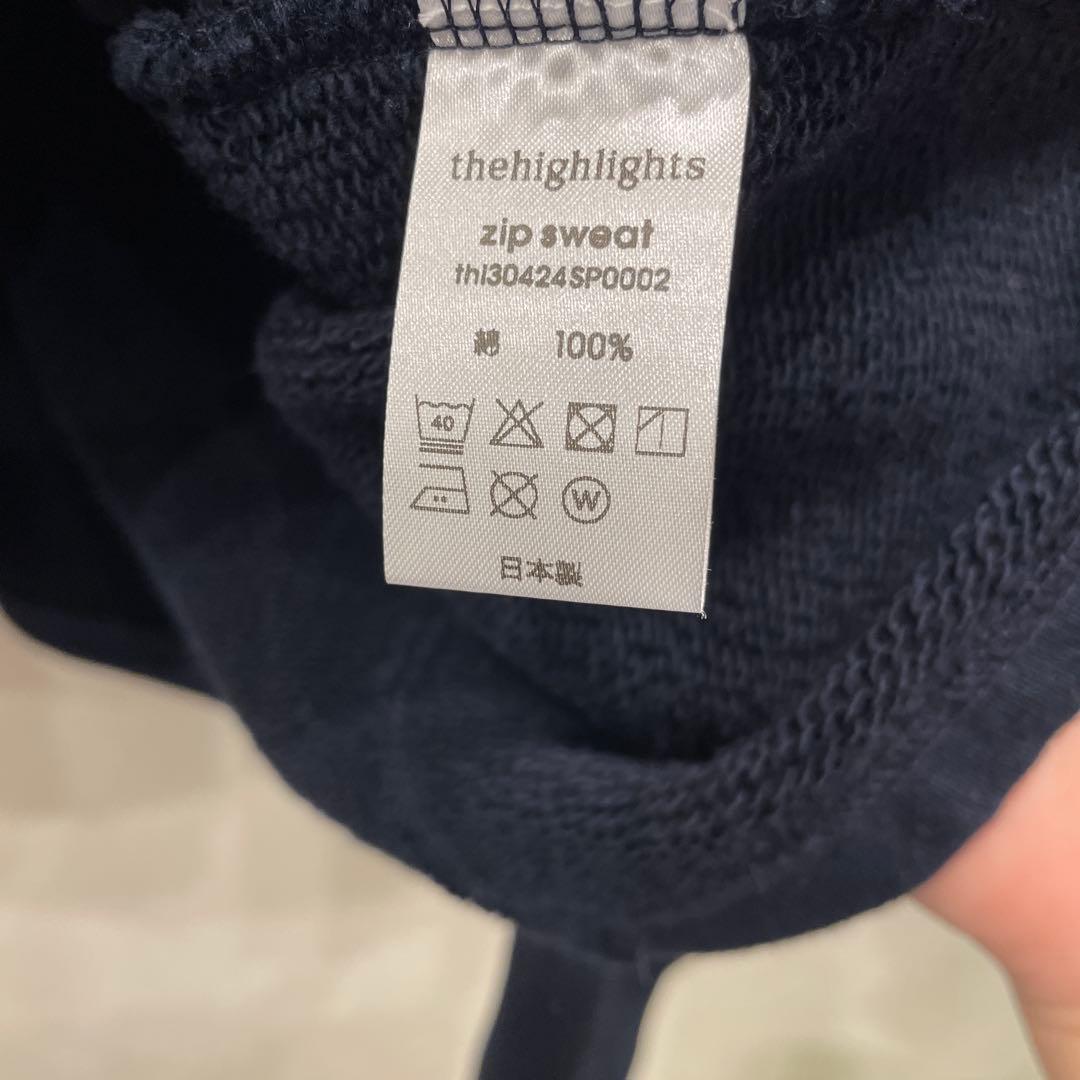 thehighlights
zip sweat
thl30424SP0002
綿 100%
40
W
日本製